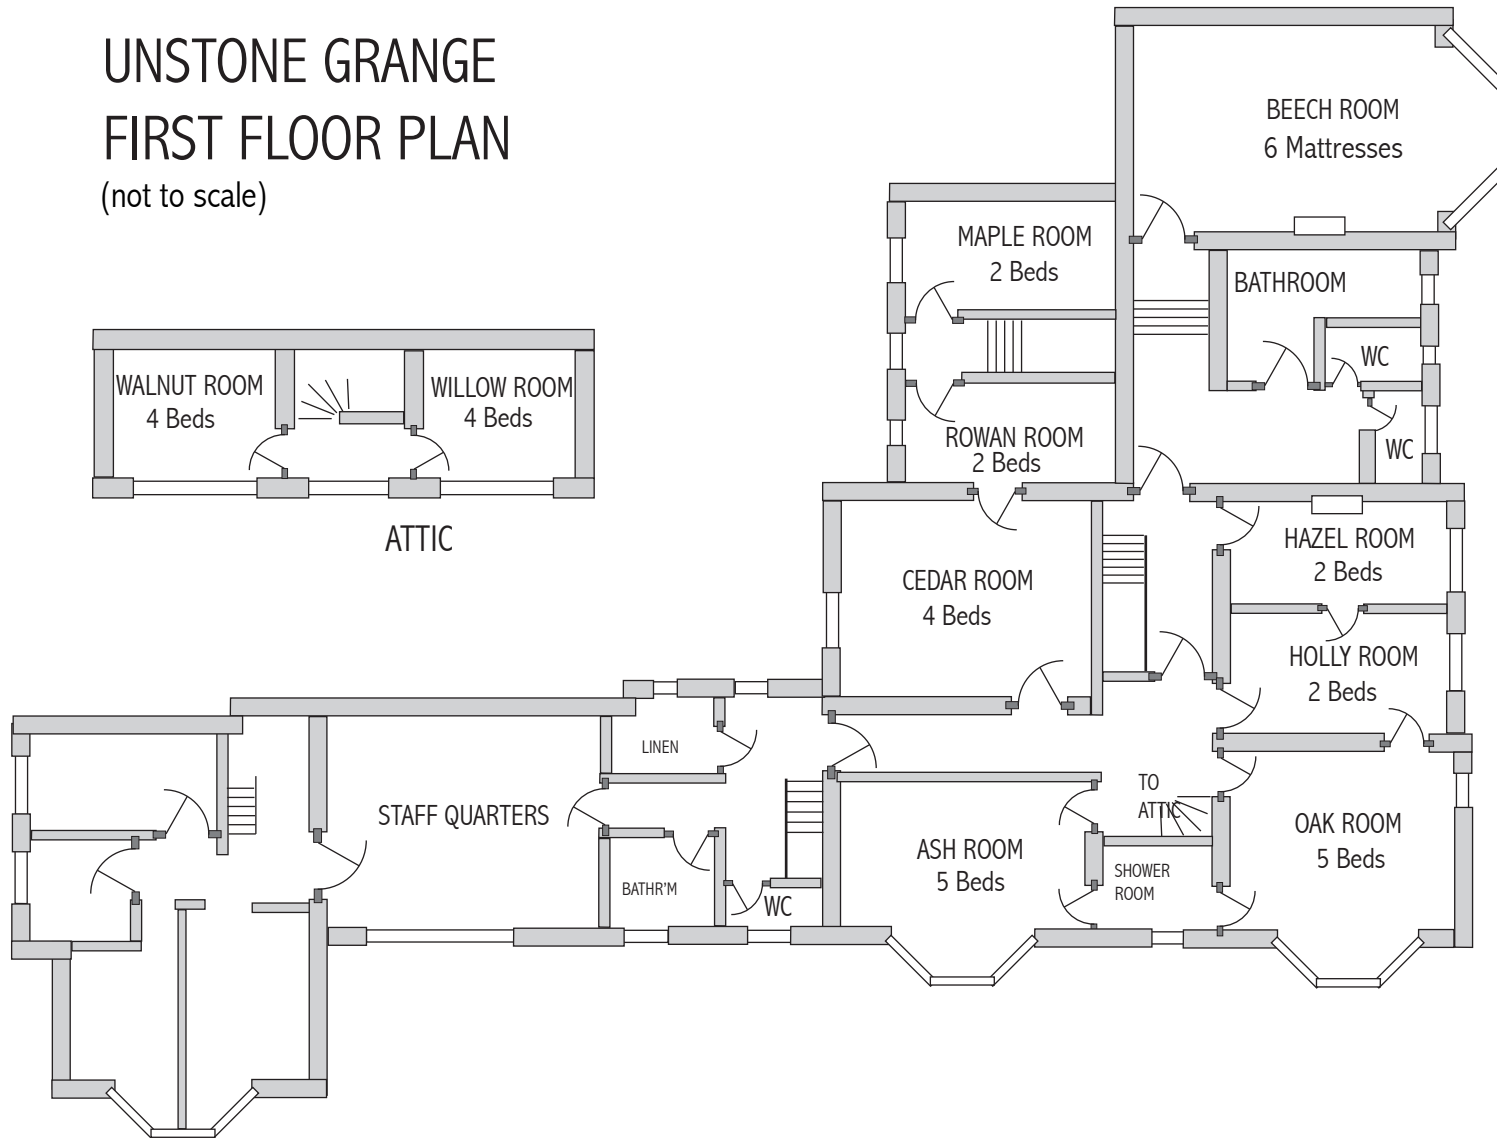 UNSTONE GRANGE
FIRST FLOOR PLAN
(not to scale)
BEECH ROOM
6 Mattresses
MAPLE ROOM
2 Beds
BATHROOM
WC
WC
ROWAN ROOM
2 Beds
WALNUT ROOM
4 Beds
WILLOW ROOM
4 Beds
ATTIC
CEDAR ROOM
4 Beds
HAZEL ROOM
2 Beds
HOLLY ROOM
2 Beds
LINEN
STAFF QUARTERS
BATHR'M
WC
ASH ROOM
5 Beds
TO
ATTIC
SHOWER
ROOM
OAK ROOM
5 Beds